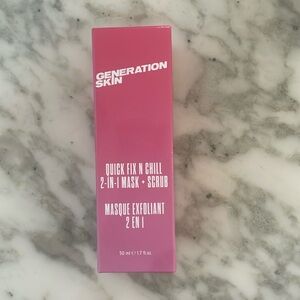 GENERATION
SKIN
QUICK FIX N CHILL
2-IN-1 MASK + SCRUB
MASQUE EXFOLIANT
2 EN 1
50 ml ℮ 1.7 fl oz.